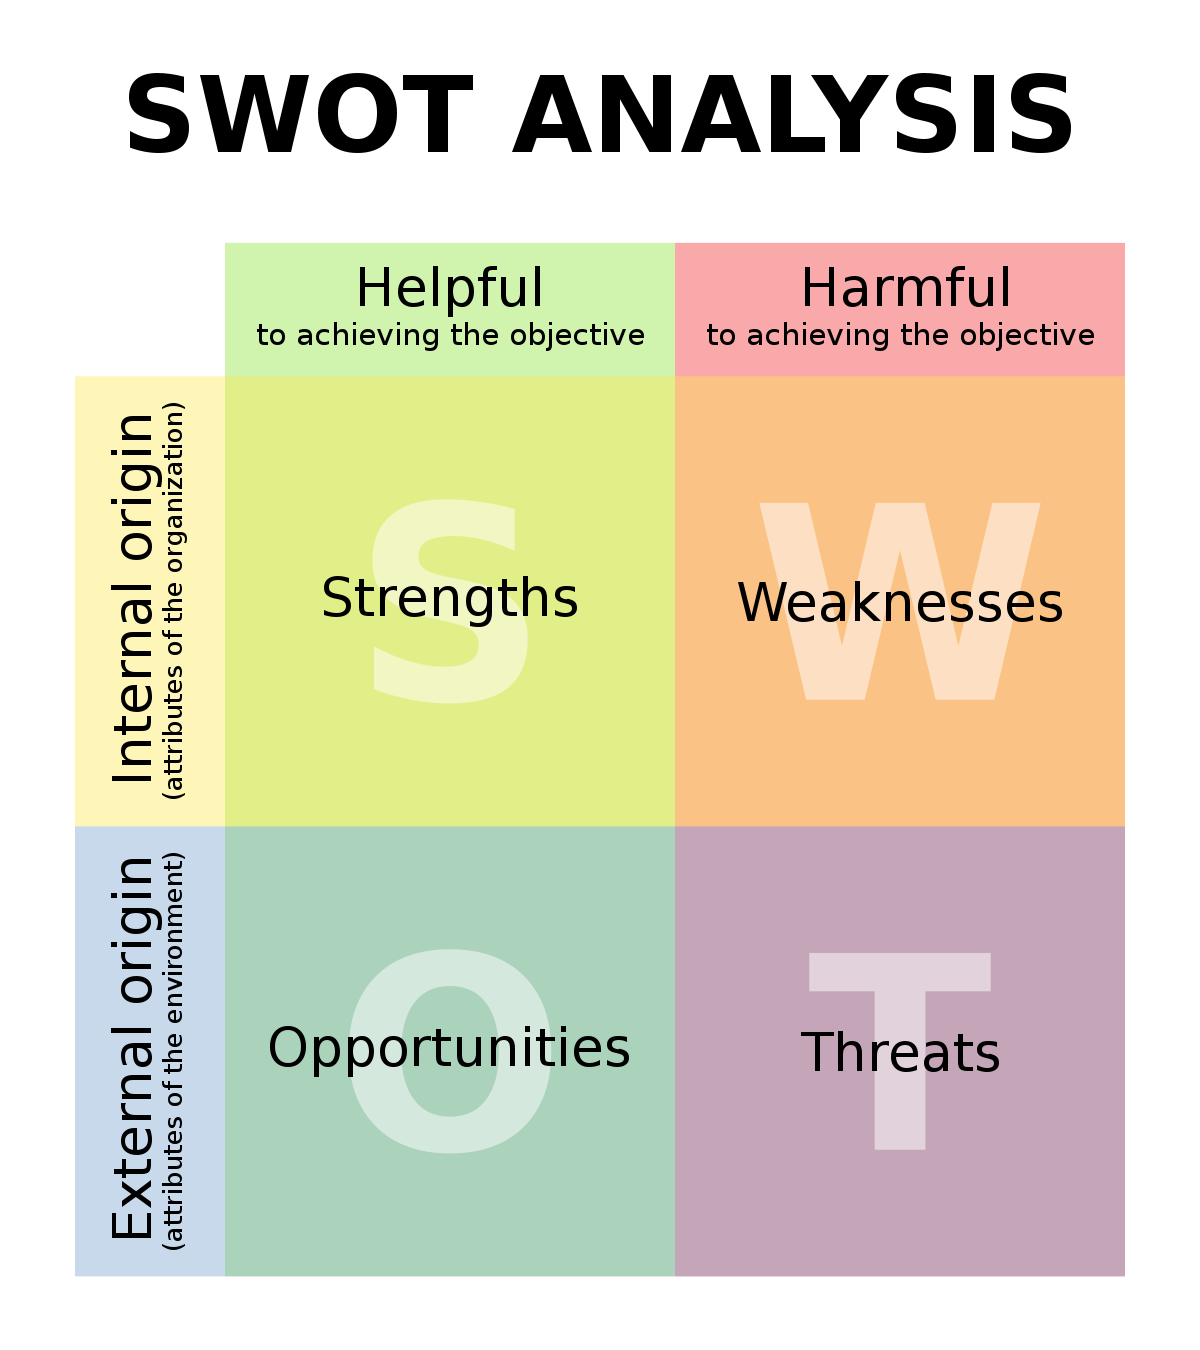 SWOT ANALYSIS
Helpful
to achieving the objective
Harmful
to achieving the objective
Internal origin
(attributes of the organization)
S
Strengths
W
Weaknesses
External origin
(attributes of the environment)
O
Opportunities
T
Threats